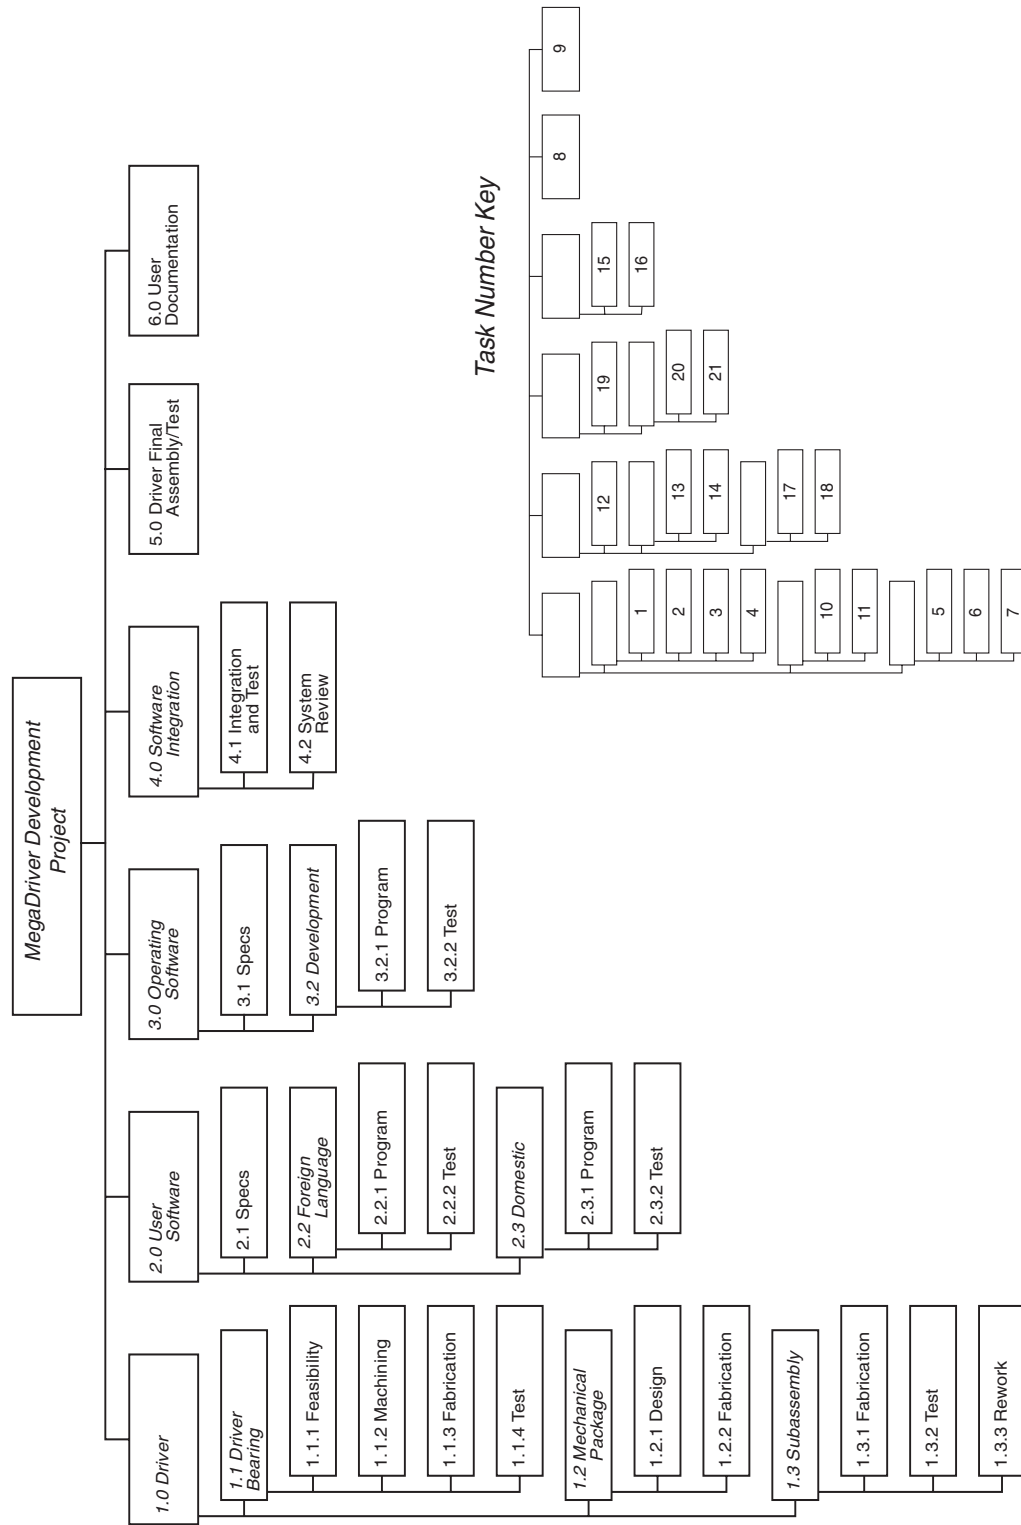 MegaDriver Development
Project
1.0 Driver
1.1 Driver
Bearing
1.1.1 Feasibility
1.1.2 Machining
1.1.3 Fabrication
1.1.4 Test
1.2 Mechanical
Package
1.2.1 Design
1.2.2 Fabrication
1.3 Subassembly
1.3.1 Fabrication
1.3.2 Test
1.3.3 Rework
2.0 User
Software
2.1 Specs
2.2 Foreign
Language
2.2.1 Program
2.2.2 Test
2.3 Domestic
2.3.1 Program
2.3.2 Test
3.0 Operating
Software
3.1 Specs
3.2 Development
3.2.1 Program
3.2.2 Test
4.0 Software
Integration
4.1 Integration
and Test
4.2 System
Review
5.0 Driver Final
Assembly/Test
6.0 User
Documentation
Task Number Key
1
2
3
4
10
11
5
6
7
12
13
14
17
18
19
20
21
15
16
8
9